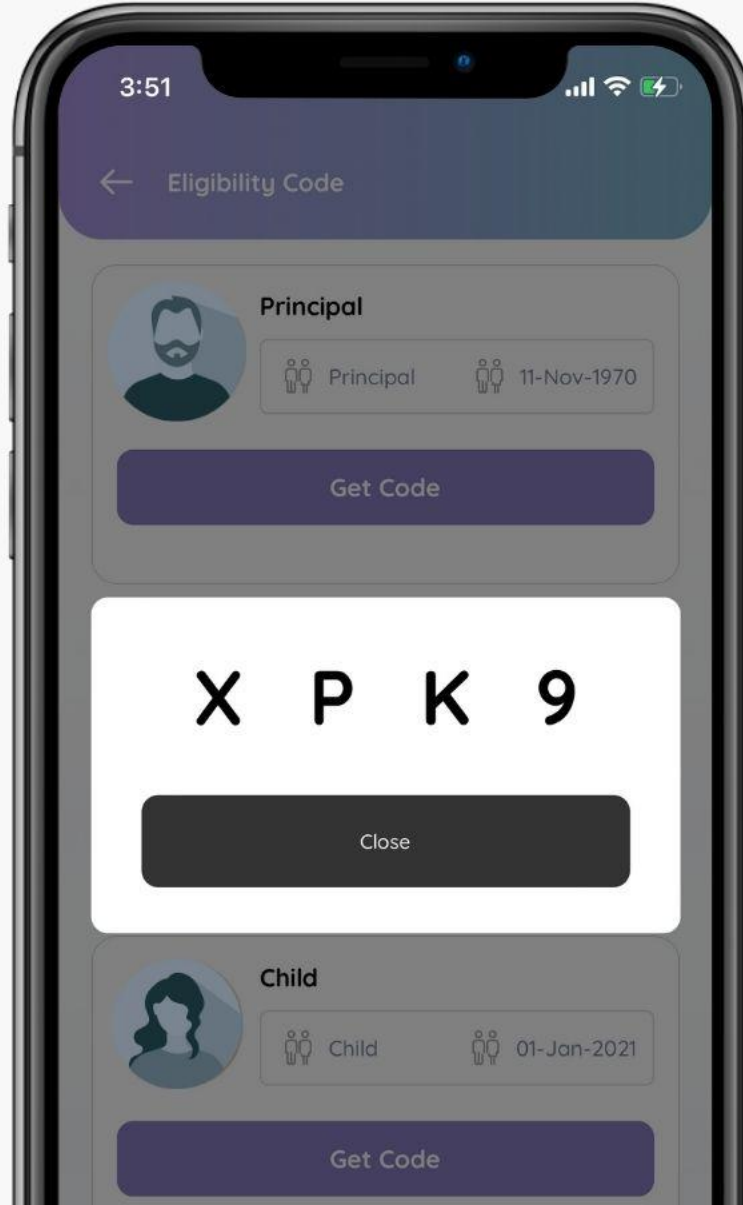 3:51
Eligibility Code
Principal
Principal 11-Nov-1970
Get Code
X P K 9
Close
Child
Child 01-Jan-2021
Get Code